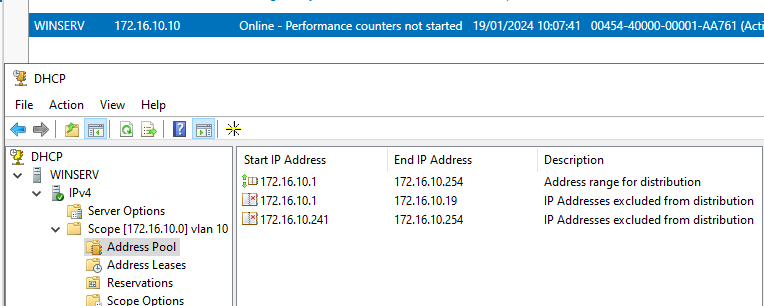 WINSERV 172.16.10.10 Online - Performance counters not started 19/01/2024 10:07:41 00454-40000-00001-AA761 (Acti
DHCP
File Action View Help
DHCP
WINSERV
IPv4
Server Options
Scope [172.16.10.0] vlan 10
Address Pool
Address Leases
Reservations
Scope Options
Start IP Address End IP Address Description
172.16.10.1 172.16.10.254 Address range for distribution
172.16.10.1 172.16.10.19 IP Addresses excluded from distribution
172.16.10.241 172.16.10.254 IP Addresses excluded from distribution